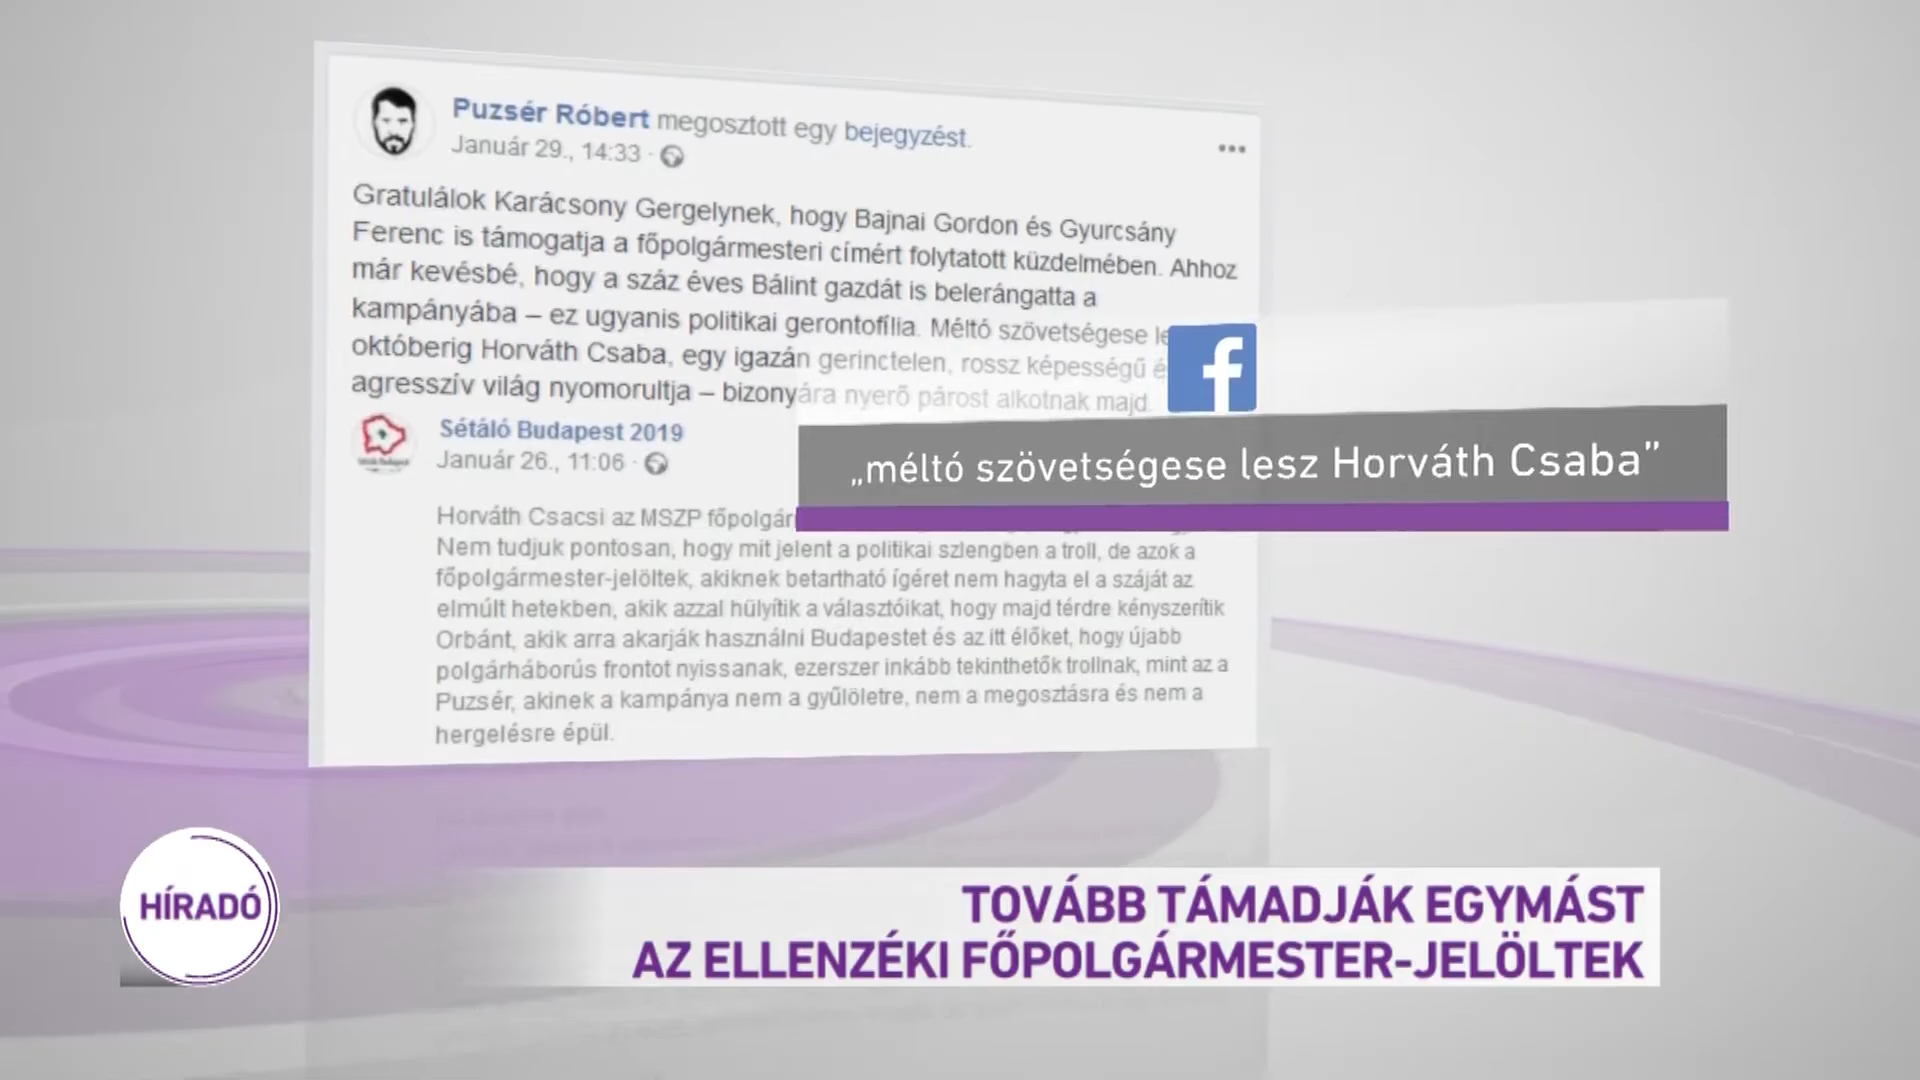 Puzsér Róbert megosztott egy bejegyzést.
Január 29., 14:33 ·
Gratulálok Karácsony Gergelynek, hogy Bajnai Gordon és Gyurcsány
Ferenc is támogatja a főpolgármesteri címért folytatott küzdelmében. Ahhoz
már kevésbé, hogy a száz éves Bálint gazdát is belerángatta a
kampányába – ez ugyanis politikai gerontofília. Méltó szövetségese
októberig Horváth Csaba, egy igazán gerinctelen, rossz képességű
agresszív világ nyomorultja – bizonyára nyerő párost alkotnak majd.
Sétáló Budapest 2019
Január 26., 11:06 ·
„méltó szövetségese lesz Horváth Csaba”
Horváth Csacsi az MSZP
Nem tudjuk pontosan, hogy mit jelent a politikai szlengben a troll, de azok a
főpolgármester-jelöltek, akiknek betartható ígéret nem hagyta el a száját az
elmúlt hetekben, akik azzal hülyítik a választóikat, hogy majd térdre kényszerítik
Orbánt, akik arra akarják használni Budapestet és az itt élőket, hogy újabb
polgárháborús frontot nyissanak, ezerszer inkább tekinthetők trollnak, mint az a
Puzsér, akinek a kampánya nem a gyűlöletre, nem a megosztásra és nem a
hergelésre épül.
HÍRADÓ
TOVÁBB TÁMADJÁK EGYMÁST
AZ ELLENZÉKI FŐPOLGÁRMESTER-JELÖLTEK